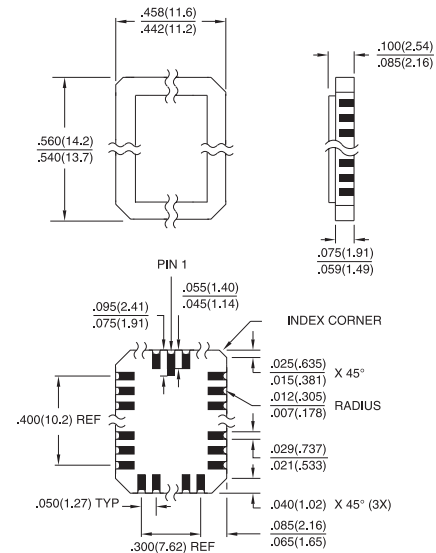 .458(11.6)
.442(11.2)
.100(2.54)
.085(2.16)
.560(14.2)
.540(13.7)
.075(1.91)
.059(1.49)
PIN 1
.055(1.40)
.045(1.14)
.095(2.41)
.075(1.91)
INDEX CORNER
.025(.635)
.015(.381)
X 45°
.012(.305)
.007(.178)
RADIUS
.400(10.2) REF
.029(.737)
.021(.533)
.050(1.27) TYP
.040(1.02) X 45° (3X)
.085(2.16)
.065(1.65)
.300(7.62) REF